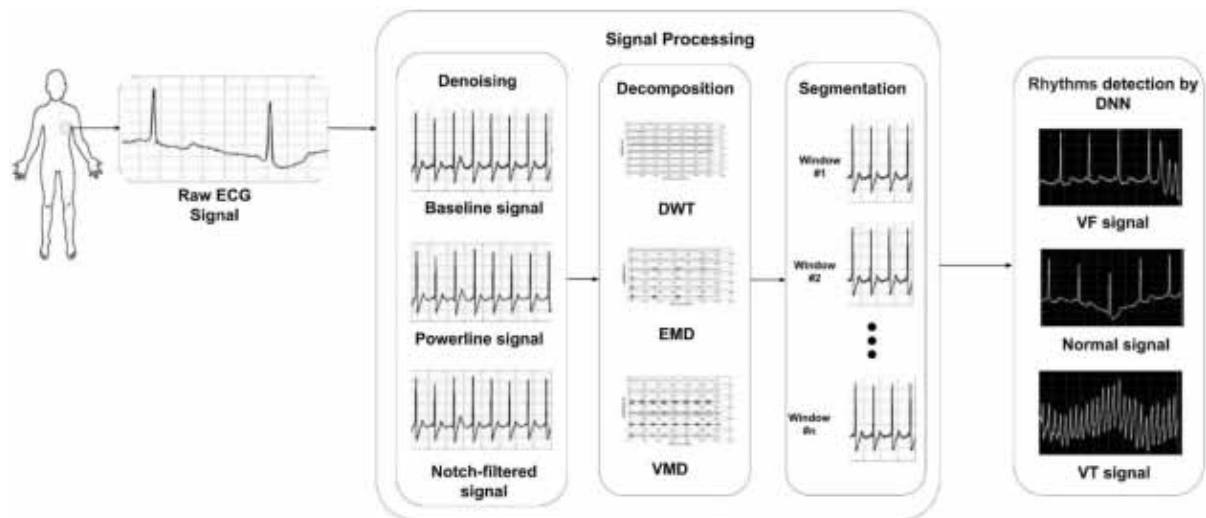 Signal Processing
Raw ECG
Signal
Denoising
Baseline signal
Powerline signal
Notch-filtered
signal
Decomposition
DWT
EMD
VMD
Segmentation
Window
#1
Window
#2
Window
#n
Rhythms detection by
DNN
VF signal
Normal signal
VT signal